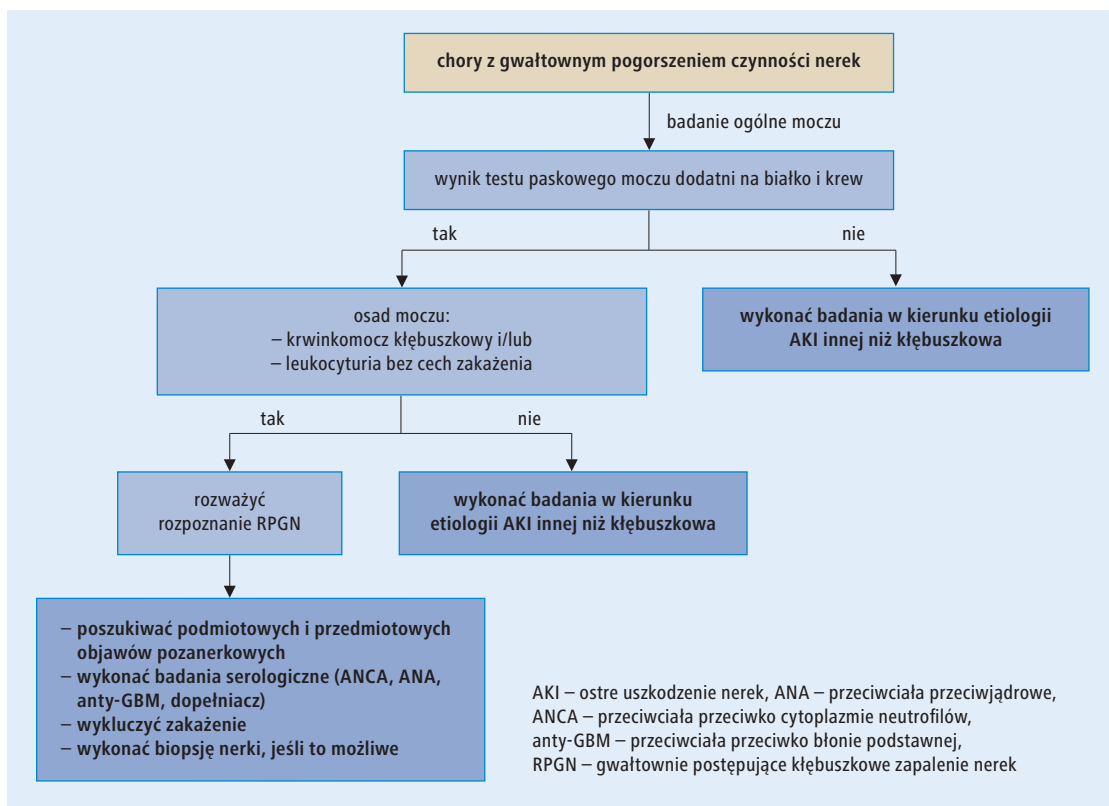 chory z gwałtownym pogorszeniem czynności nerek
badanie ogólne moczu
wynik testu paskowego moczu dodatni na białko i krew
tak
nie
osad moczu:
– krwinkomocz kłębuszkowy i/lub
– leukocyturia bez cech zakażenia
wykonać badania w kierunku etiologii
AKI innej niż kłębuszkowa
tak
nie
rozważyć
rozpoznanie RPGN
wykonać badania w kierunku
etiologii AKI innej niż kłębuszkowa
– poszukiwać podmiotowych i przedmiotowych
objawów pozanerkowych
– wykonać badania serologiczne (ANCA, ANA,
anty-GBM, dopełniacz)
– wykluczyć zakażenie
– wykonać biopsję nerki, jeśli to możliwe
AKI – ostre uszkodzenie nerek, ANA – przeciwciała przeciwjądrowe,
ANCA – przeciwciała przeciwko cytoplazmie neutrofilów,
anty-GBM – przeciwciała przeciwko błonie podstawnej,
RPGN – gwałtownie postępujące kłębuszkowe zapalenie nerek